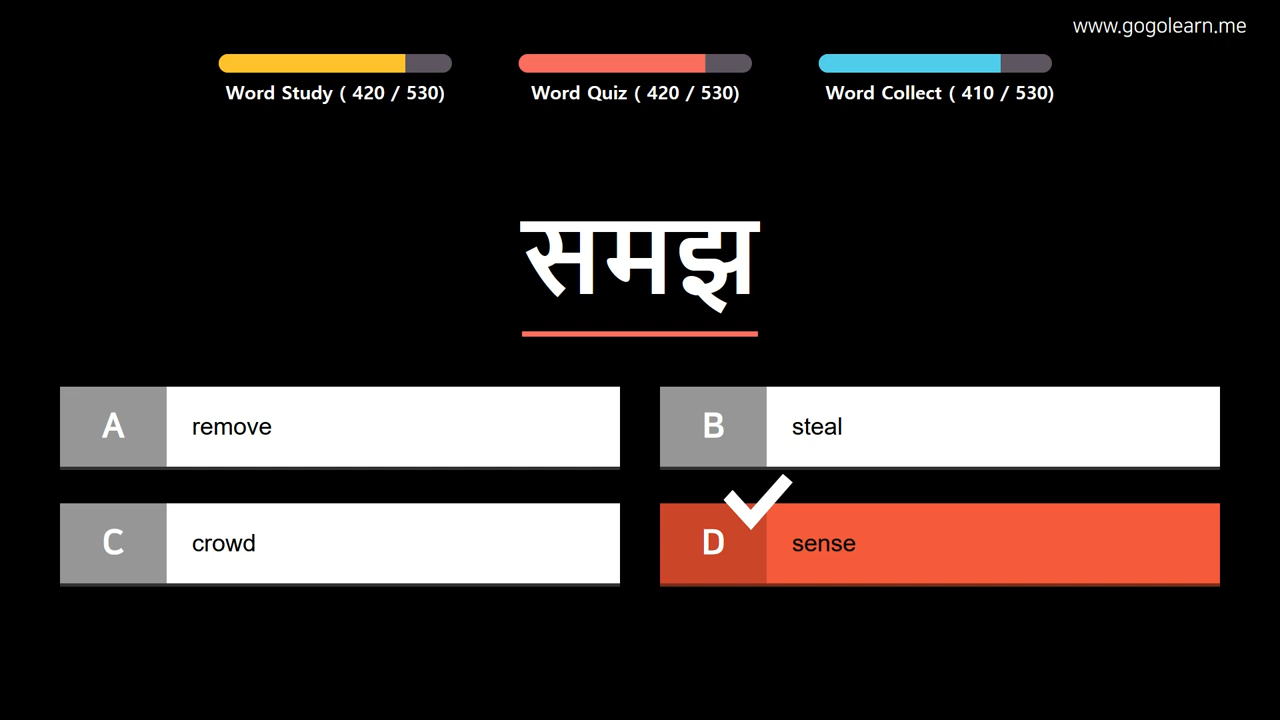 www.gogolearn.me
Word Study ( 420 / 530)
Word Quiz ( 420 / 530)
Word Collect ( 410 / 530)
समझ
A remove
B steal
C crowd
D sense